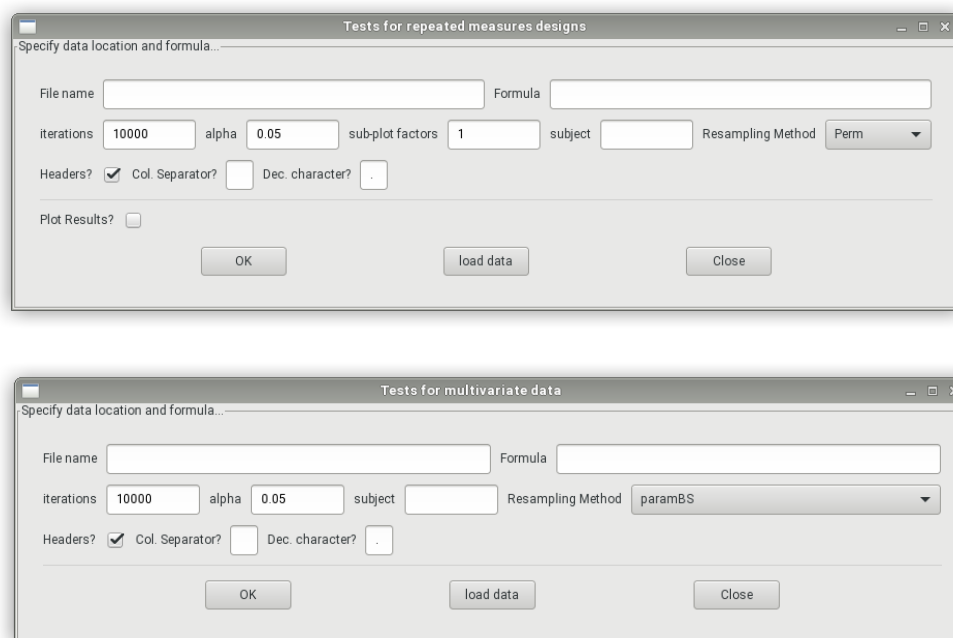 Tests for repeated measures designs
Specify data location and formula...
File name Formula
iterations 10000 alpha 0.05 sub-plot factors 1 subject Resampling Method Perm
Headers? Col. Separator? Dec. character? .
Plot Results?
OK load data Close
Tests for multivariate data
Specify data location and formula...
File name Formula
iterations 10000 alpha 0.05 subject Resampling Method paramBS
Headers? Col. Separator? Dec. character? .
OK load data Close